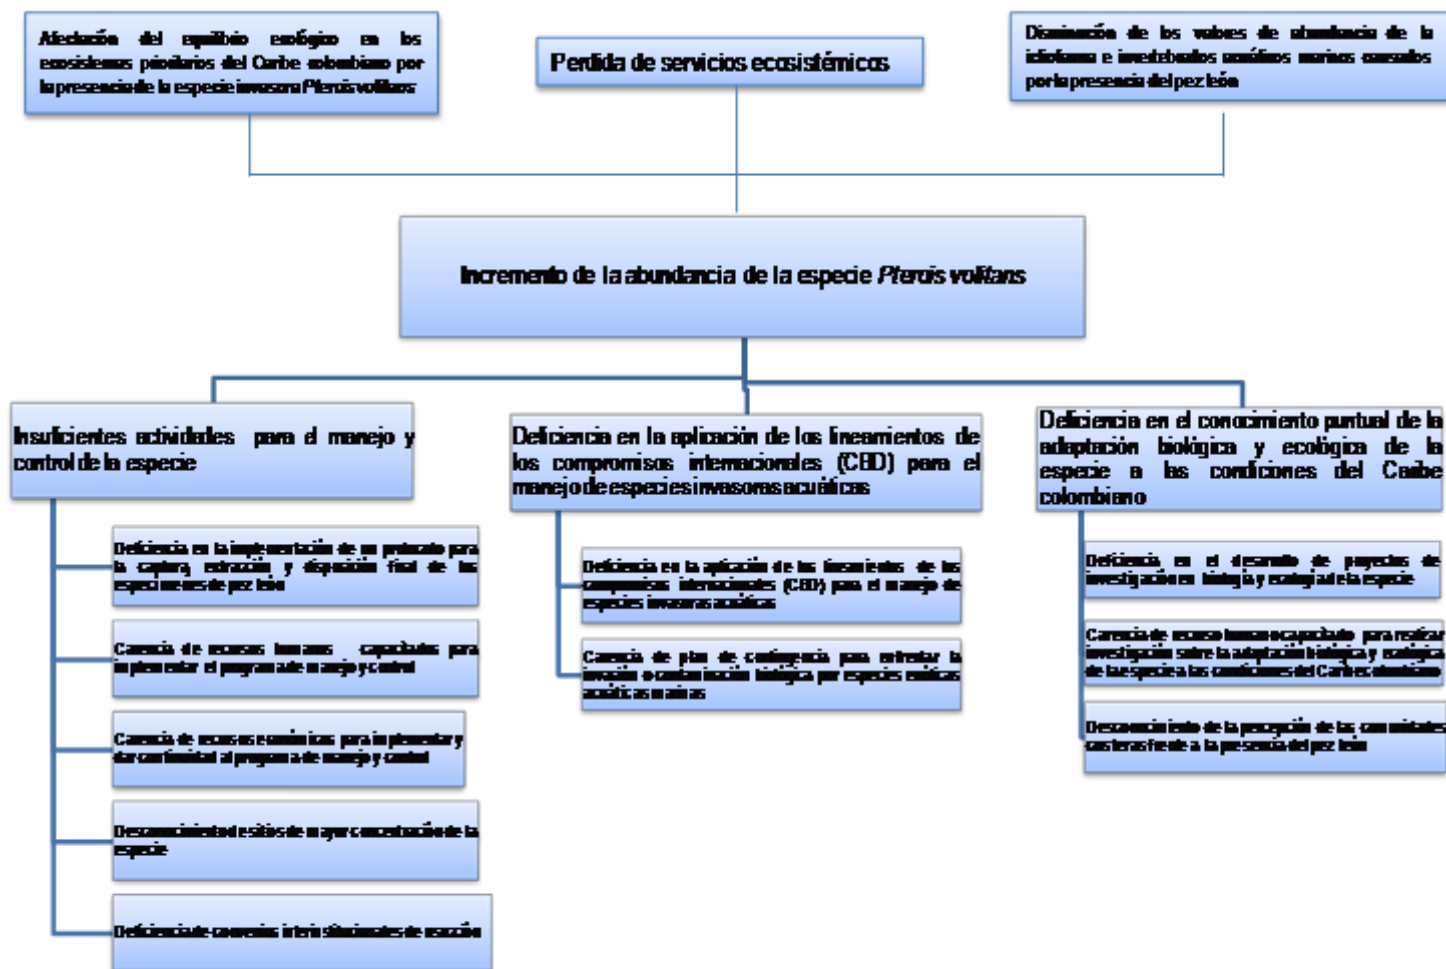 Afectación del equilibrio ecológico en los
ecosistemas prioritarios del Caribe colombiano por
la presencia de la especie invasora Pterois volitans
Perdida de servicios ecosistémicos
Disminución de los valores de abundancia de la
ictiofauna e invertebrados acuáticos marinos causados
por la presencia del pez león
Incremento de la abundancia de la especie Pterois volitans
Insuficientes actividades para el manejo y
control de la especie
Deficiencia en la implementación de un protocolo para
la captura, extracción y disposición final de los
especímenes de pez león
Carencia de recursos humanos capacitados para
implementar el programa de manejo y control
Carencia de recursos económicos para implementar y
dar continuidad al programa de manejo y control
Desconocimiento de sitios de mayor concentración de la
especie
Deficiencia de convenios interinstitucionales de reacción
Deficiencia en la aplicación de los lineamientos de
los compromisos internacionales (CBD) para el
manejo de especies invasoras acuáticas
Deficiencia en la aplicación de los lineamientos de los
compromisos internacionales (CBD) para el manejo de
especies invasoras acuáticas
Carencia de plan de contingencia para enfrentar la
invasión o contaminación biológica por especies exóticas
acuáticas marinas
Deficiencia en el conocimiento puntual de la
adaptación biológica y ecológica de la
especie a las condiciones del Caribe
colombiano
Deficiencia en el desarrollo de proyectos de
investigación en biología y ecología de la especie
Carencia de recurso humano capacitado para realizar
investigación sobre la adaptación biológica y ecológica
de las especie a las condiciones del Caribe colombiano
Desconocimiento de la percepción de las comunidades
costeras frente a la presencia del pez león